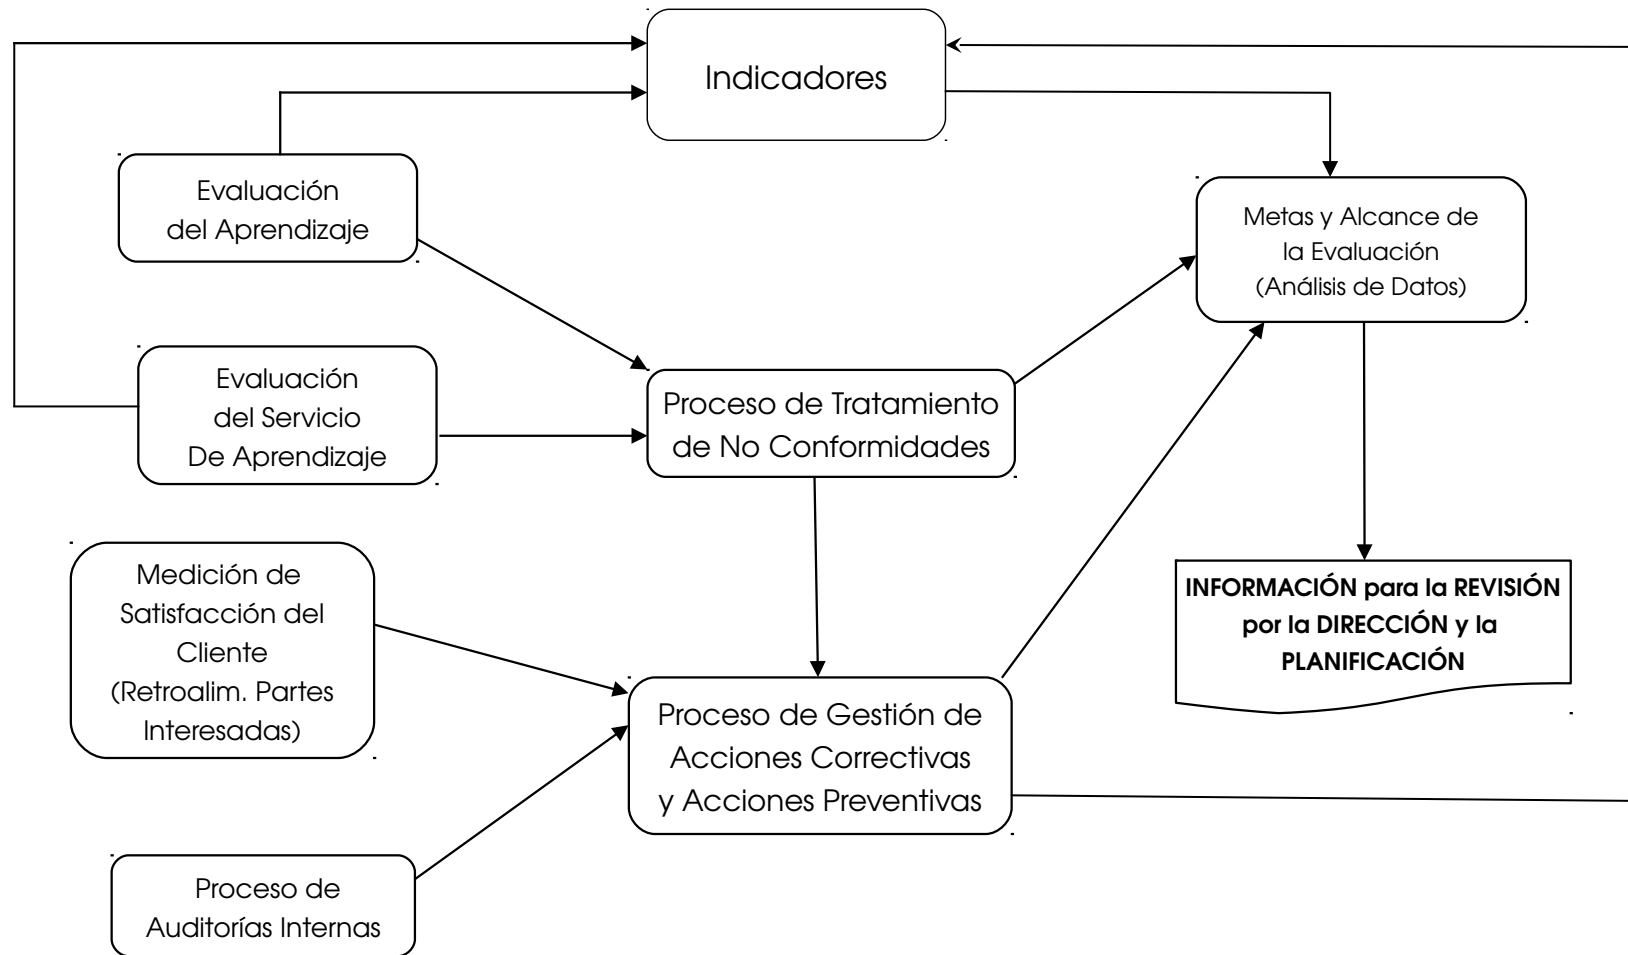 Indicadores
Evaluación
del Aprendizaje
Metas y Alcance de
la Evaluación
(Análisis de Datos)
Evaluación
del Servicio
De Aprendizaje
Proceso de Tratamiento
de No Conformidades
Medición de
Satisfacción del
Cliente
(Retroalim. Partes
Interesadas)
INFORMACIÓN para la REVISIÓN
por la DIRECCIÓN y la
PLANIFICACIÓN
Proceso de Gestión de
Acciones Correctivas
y Acciones Preventivas
Proceso de
Auditorías Internas